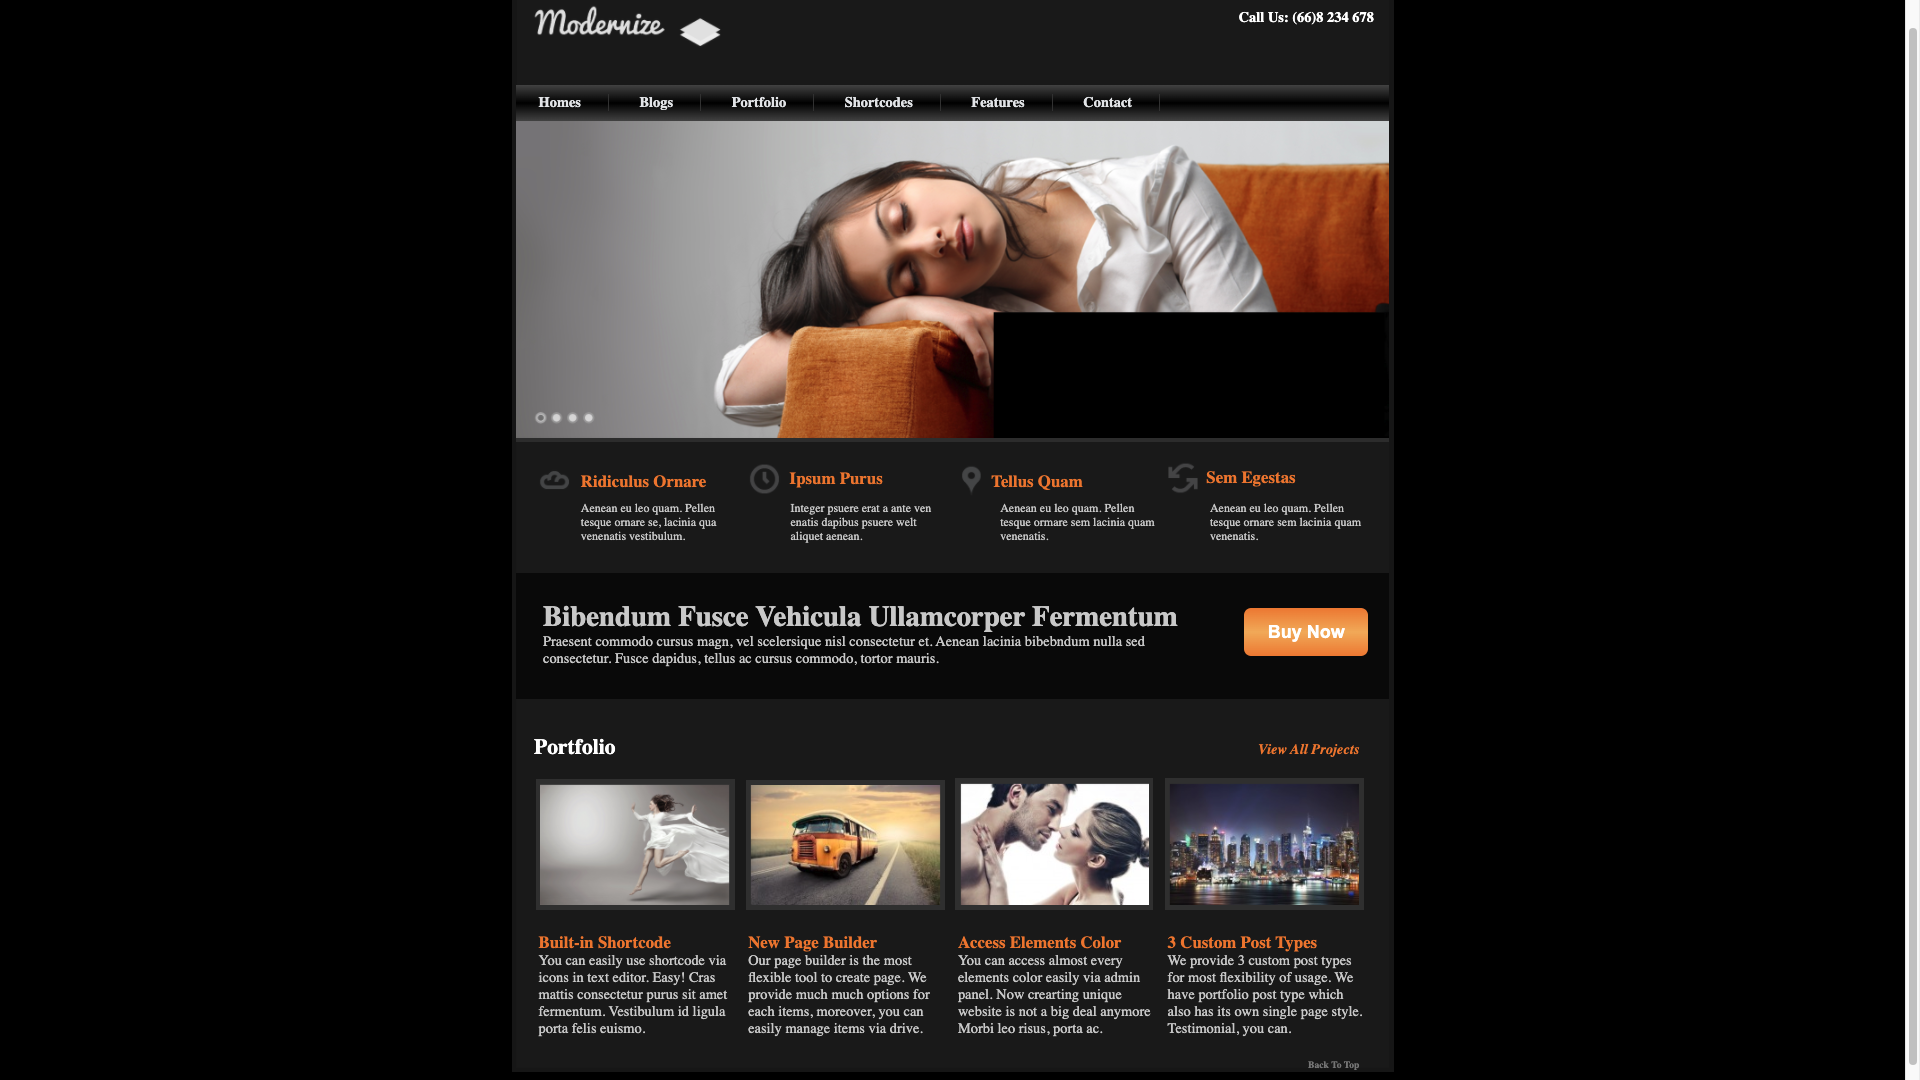 Modernize
Call Us: (66)8 234 678
Homes
Blogs
Portfolio
Shortcodes
Features
Contact
Ridiculus Ornare
Aenean eu leo quam. Pellen
tesque ornare se, lacinia qua
venenatis vestibulum.
Ipsum Purus
Integer psuere erat a ante ven
enatis dapibus psuere welt
aliquet aenean.
Tellus Quam
Aenean eu leo quam. Pellen
tesque ormare sem lacinia quam
venenatis.
Sem Egestas
Aenean eu leo quam. Pellen
tesque ornare sem lacinia quam
venenatis.
Bibendum Fusce Vehicula Ullamcorper Fermentum
Praesent commodo cursus magn, vel scelersique nisl consectetur et. Aenean lacinia bibebndum nulla sed
consectetur. Fusce dapidus, tellus ac cursus commodo, tortor mauris.
Buy Now
Portfolio
View All Projects
Built-in Shortcode
You can easily use shortcode via
icons in text editor. Easy! Cras
mattis consectetur purus sit amet
fermentum. Vestibulum id ligula
porta felis euismo.
New Page Builder
Our page builder is the most
flexible tool to create page. We
provide much much options for
each items, moreover, you can
easily manage items via drive.
Access Elements Color
You can access almost every
elements color easily via admin
panel. Now crearting unique
website is not a big deal anymore
Morbi leo risus, porta ac.
3 Custom Post Types
We provide 3 custom post types
for most flexibility of usage. We
have portfolio post type which
also has its own single page style.
Testimonial, you can.
Back To Top